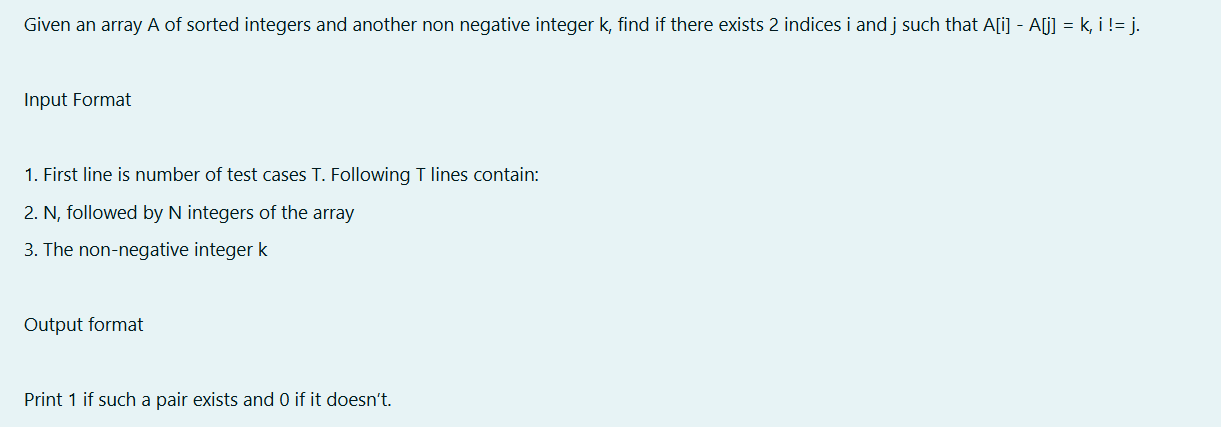 Given an array A of sorted integers and another non negative integer k, find if there exists 2 indices i and j such that A[i] - A[j] = k, i != j.
Input Format
1. First line is number of test cases T. Following T lines contain:
2. N, followed by N integers of the array
3. The non-negative integer k
Output format
Print 1 if such a pair exists and 0 if it doesn't.